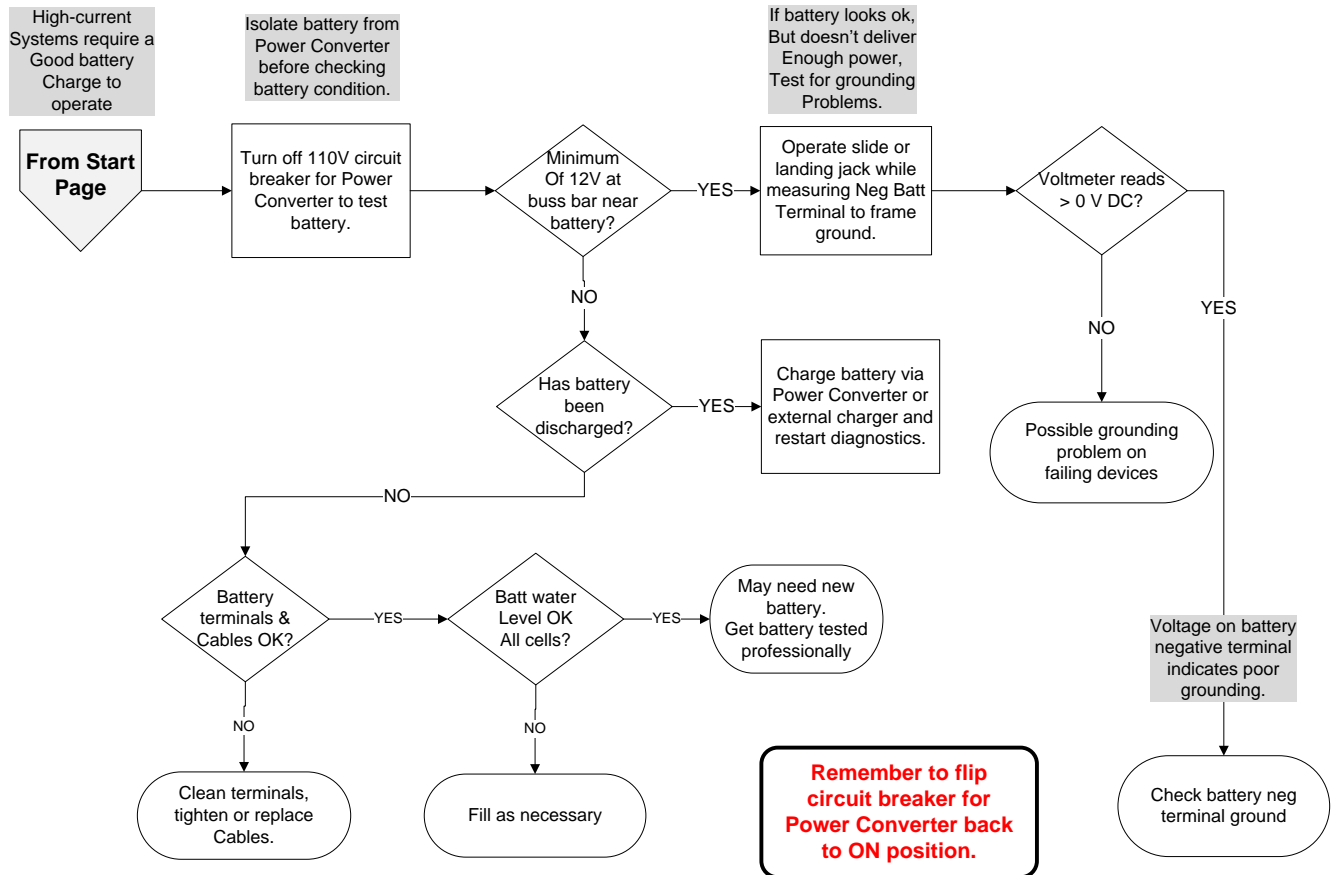 High-current
Systems require a
Good battery
Charge to
operate
Isolate battery from
Power Converter
before checking
battery condition.
If battery looks ok,
But doesn't deliver
Enough power,
Test for grounding
Problems.
From Start
Page
Turn off 110V circuit
breaker for Power
Converter to test
battery.
Minimum
Of 12V at
buss bar near
battery?
YES
Operate slide or
landing jack while
measuring Neg Batt
Terminal to frame
ground.
Voltmeter reads
> 0 V DC?
YES
NO
NO
Has battery
been
discharged?
YES
Charge battery via
Power Converter or
external charger and
restart diagnostics.
Possible grounding
problem on
failing devices
NO
Battery
terminals &
Cables OK?
YES
Batt water
Level OK
All cells?
YES
May need new
battery.
Get battery tested
professionally
Voltage on battery
negative terminal
indicates poor
grounding.
NO
NO
Clean terminals,
tighten or replace
Cables.
Fill as necessary
Remember to flip
circuit breaker for
Power Converter back
to ON position.
Check battery neg
terminal ground